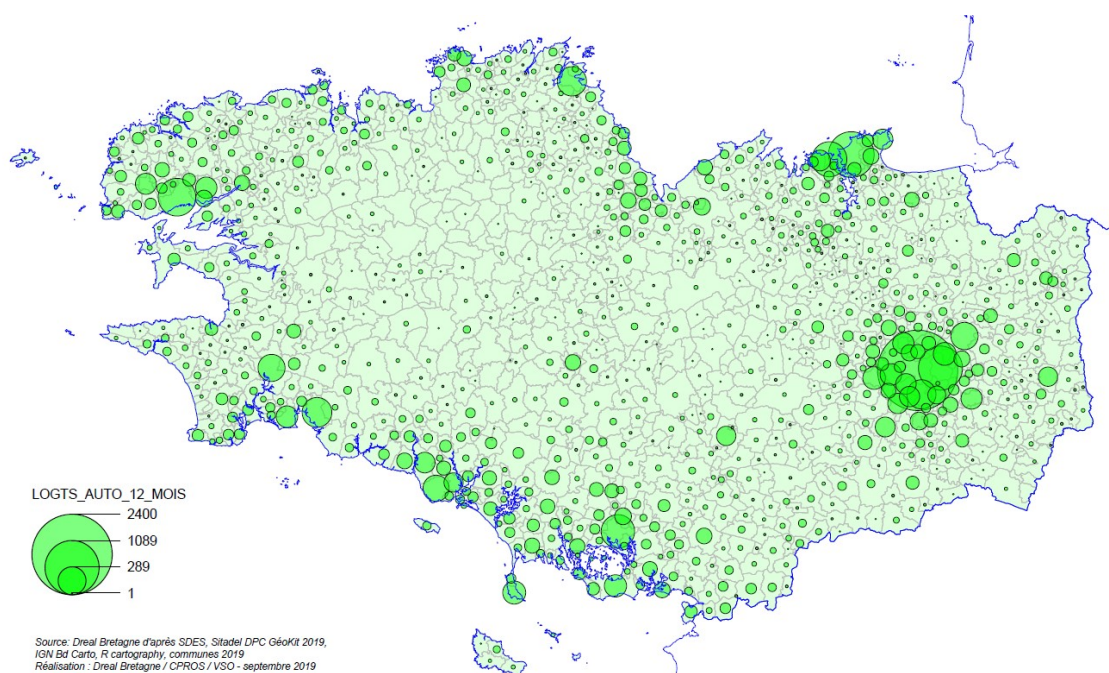 LOGTS_AUTO_12_MOIS
2400
1089
289
1
Source: Dreal Bretagne d'après SDES, Sitadel DPC GéoKit 2019,
IGN Bd Carto, R cartography, communes 2019
Réalisation : Dreal Bretagne / CPROS / VSO - septembre 2019